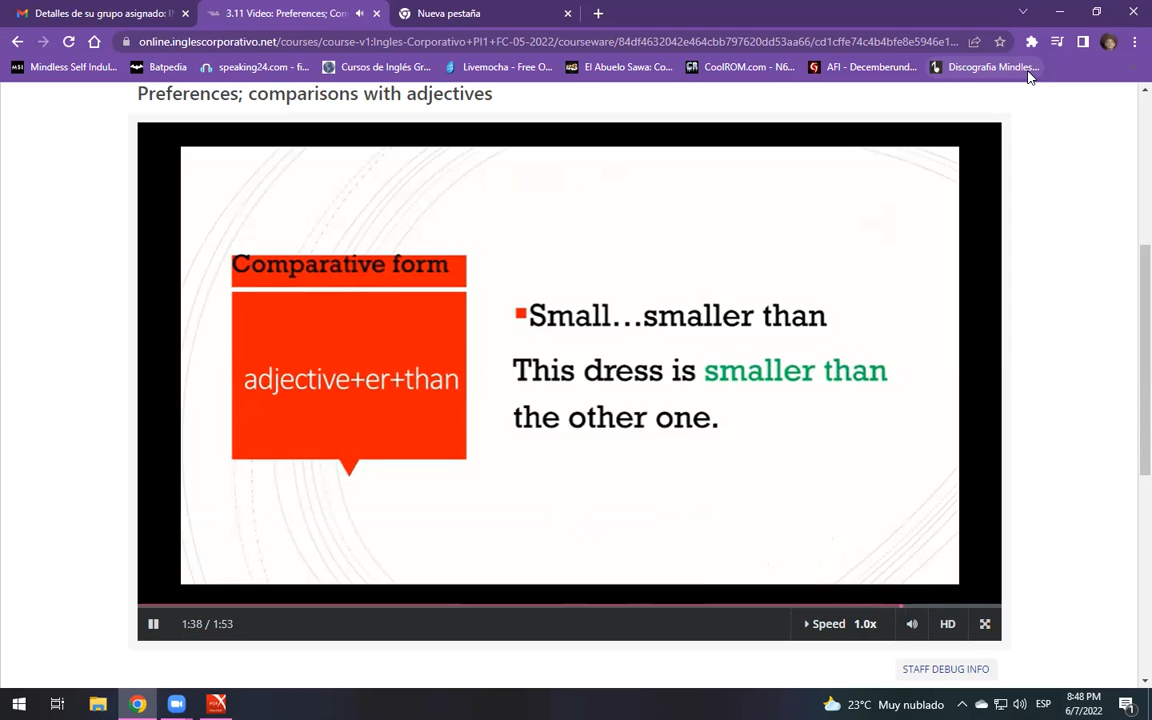 Detalles de su grupo asignado: I
3.11 Video: Preferences; Com
Nueva pestaña
online.inglescorporativo.net/courses/course-v1:Ingles-Corporativo+PI1+FC-05-2022/courseware/84df4632042e464cbb797620dd53aa66/cd1cffe74c4b4bfe8e5946e1...
Mindless Self Indul...
Batpedia
speaking24.com - fi...
Cursos de Inglés Gr...
Livemocha - Free O...
El Abuelo Sawa: Co...
CoolROM.com - N6...
AFI - Decemberund...
Discografia Mindles...
Preferences; comparisons with adjectives
Comparative form
adjective+er+than
Small...smaller than
This dress is smaller than
the other one.
1:38 / 1:53
Speed 1.0x
HD
STAFF DEBUG INFO
23°C Muy nublado
ESP
8:48 PM
6/7/2022